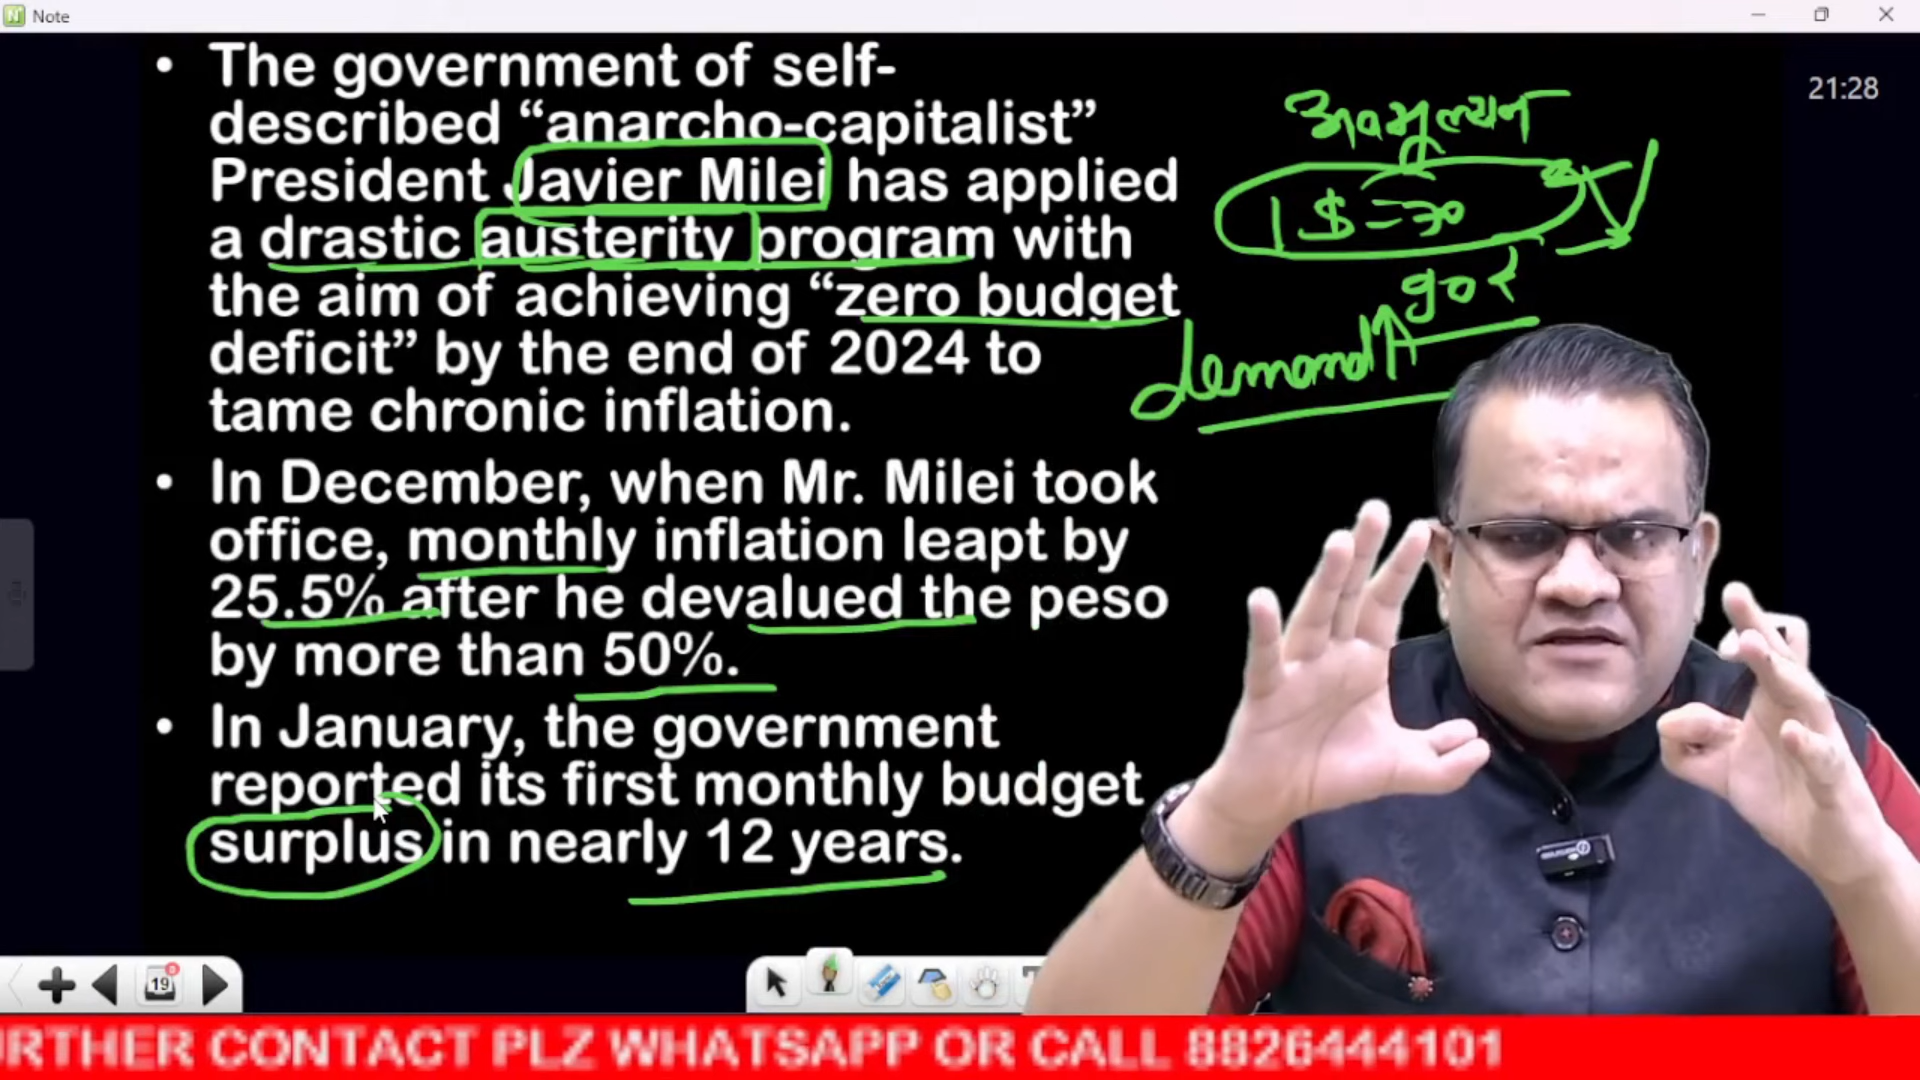 Note
• The government of self-
described “anarcho-capitalist”
President Javier Milei has applied
a drastic austerity program with
the aim of achieving “zero budget
deficit” by the end of 2024 to
tame chronic inflation.
• In December, when Mr. Milei took
office, monthly inflation leapt by
25.5% after he devalued the peso
by more than 50%.
• In January, the government
reported its first monthly budget
surplus in nearly 12 years.
21:28
अवमूल्यन
1 $ = 70
90 ₹
demand ↑
19
URTHER CONTACT PLZ WHATSAPP OR CALL 8826444101